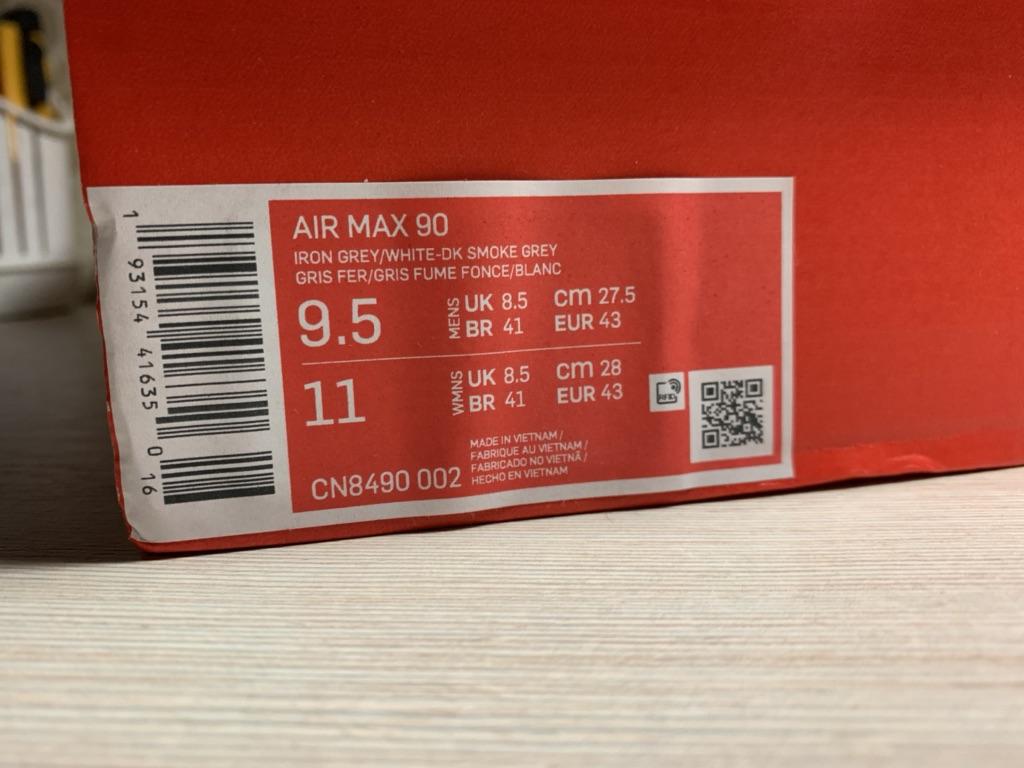 AIR MAX 90
IRON GREY/WHITE-DK SMOKE GREY
GRIS FER/GRIS FUME FONCE/BLANC
9.5 MENS UK 8.5 cm 27.5
BR 41 EUR 43
11 WMNS UK 8.5 cm 28
BR 41 EUR 43
CN8490 002
MADE IN VIETNAM /
FABRIQUE AU VIETNAM /
FABRICADO NO VIETNÃ /
HECHO EN VIETNAM
RFID
1 93154 41635 0 16